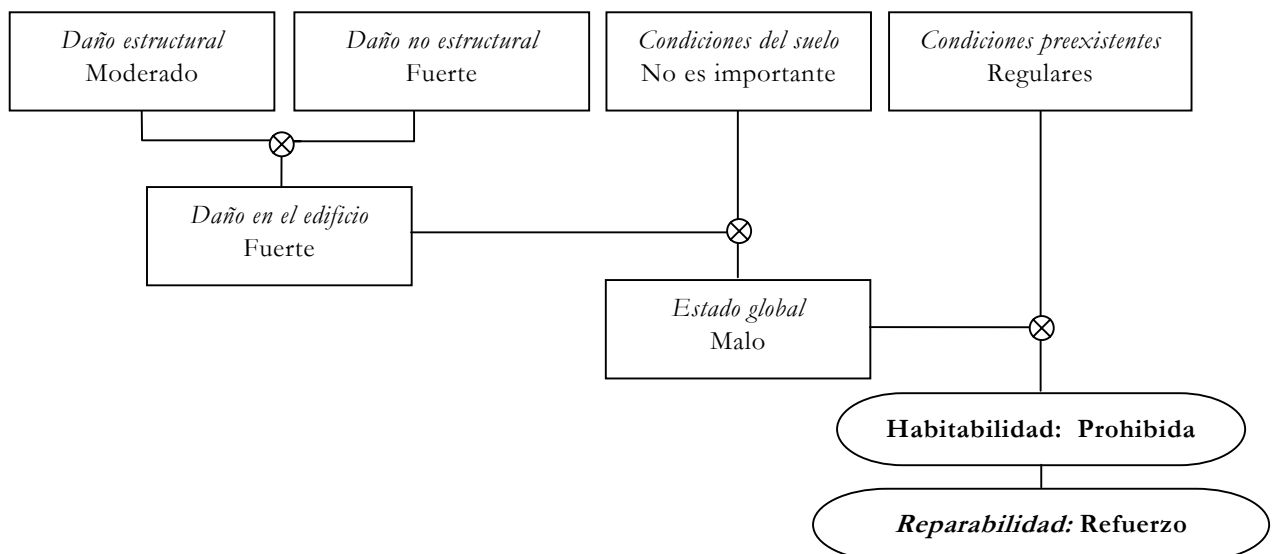 Daño estructural
Moderado
Daño no estructural
Fuerte
Condiciones del suelo
No es importante
Condiciones preexistentes
Regulares
Daño en el edificio
Fuerte
Estado global
Malo
Habitabilidad: Prohibida
Reparabilidad: Refuerzo